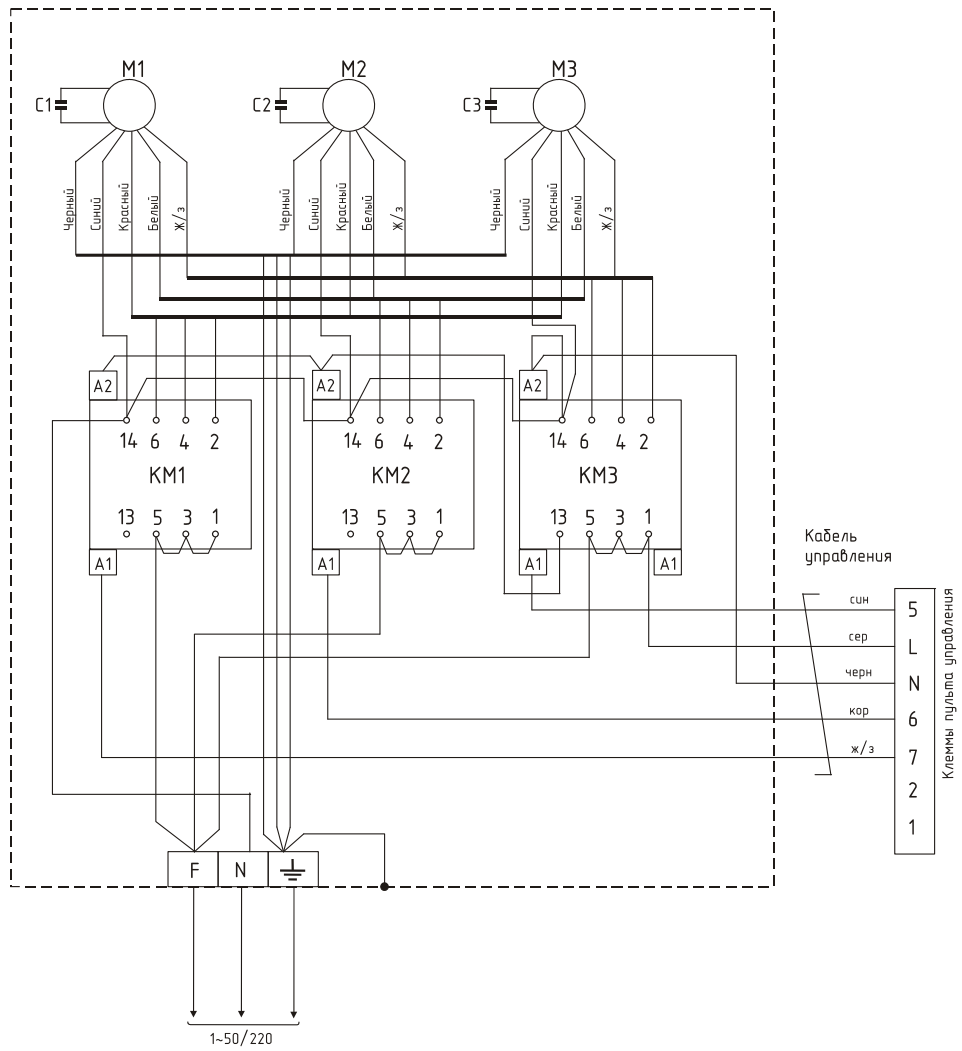 M1
M2
M3
C1
C2
C3
Черный
Синий
Красный
Белый
Ж/з
Черный
Синий
Красный
Белый
Ж/з
Черный
Синий
Красный
Белый
Ж/з
A2
A2
A2
14 6 4 2
14 6 4 2
14 6 4 2
КМ1
КМ2
КМ3
13 5 3 1
13 5 3 1
13 5 3 1
A1
A1
A1
A1
Кабель
управления
син
сер
черн
кор
ж/з
5
L
N
6
7
2
1
Клеммы пульта управления
F
N
1~50/220